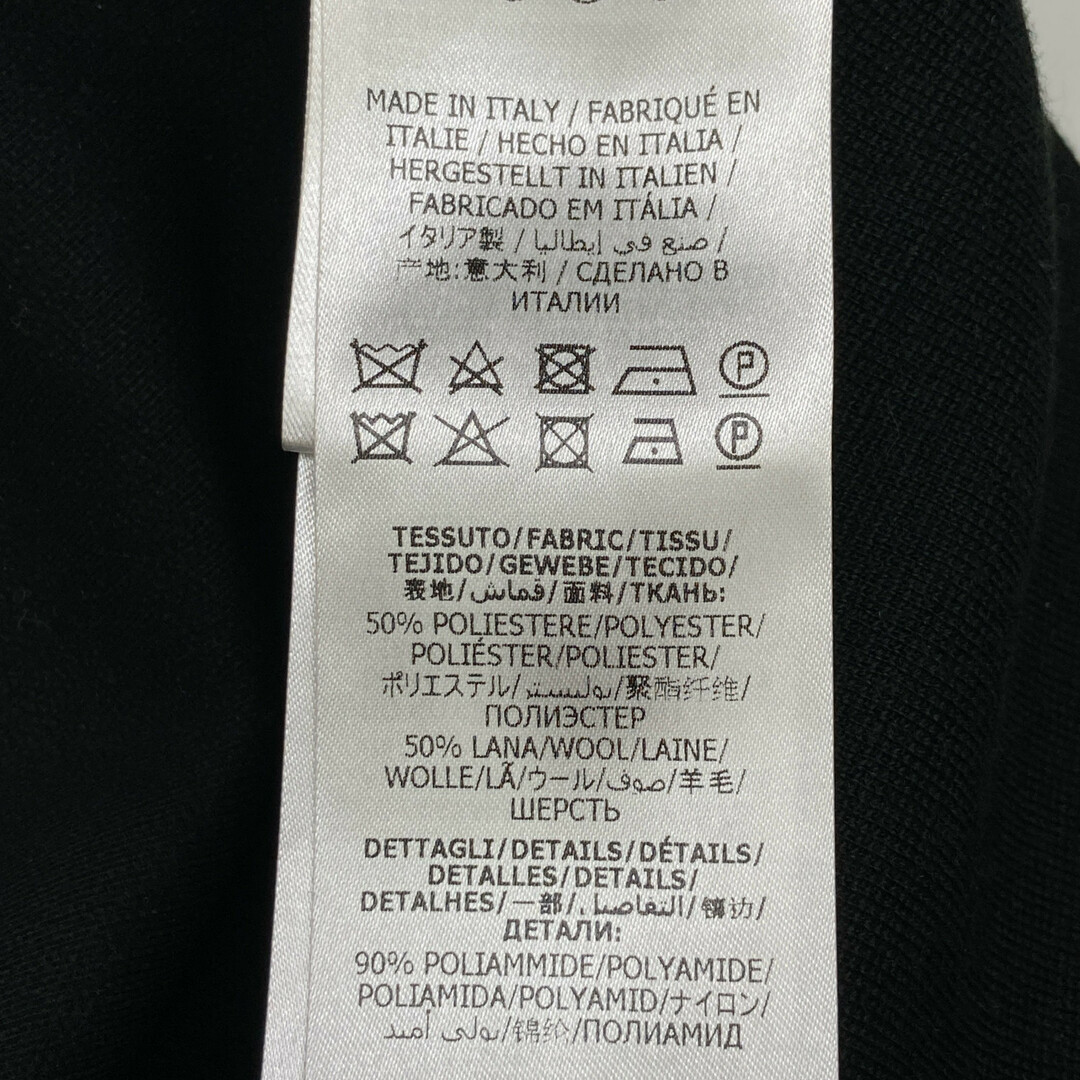 MADE IN ITALY / FABRIQUÉ EN
ITALIE / HECHO EN ITALIA /
HERGESTELLT IN ITALIEN /
FABRICADO EM ITÁLIA /
イタリア製 / صنع في إيطاليا /
产地:意大利 / СДЕЛАНО В
ИТАЛИИ
P
P
TESSUTO/FABRIC/TISSU/
TEJIDO/GEWEBE/TECIDO/
表地/قماش/面料/ТКАНЬ:
50% POLIESTERE/POLYESTER/
POLIÉSTER/POLIESTER/
ポリエステル/بوليستر/聚酯纤维/
ПОЛИЭСТЕР
50% LANA/WOOL/LAINE/
WOLLE/LÃ/ウール/صوف/羊毛/
ШЕРСТЬ
DETTAGLI/DETAILS/DÉTAILS/
DETALLES/DETAILS/
DETALHES/一部/التفاصيل/镶边/
ДЕТАЛИ:
90% POLIAMMIDE/POLYAMIDE/
POLIAMIDA/POLYAMID/ナイロン/
بولي أميد/锦纶/ПОЛИАМИД